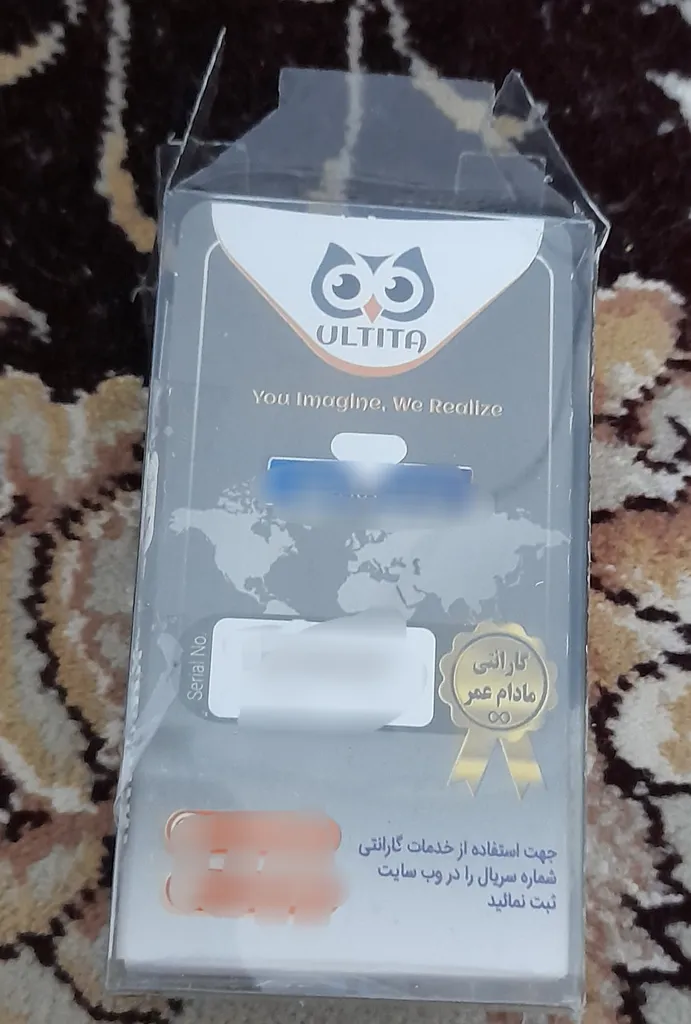 ULTITA
You Imagine, We Realize
Serial No.
گارانتی
مادام عمر
جهت استفاده از خدمات گارانتی
شماره سریال را در وب سایت
ثبت نمائید